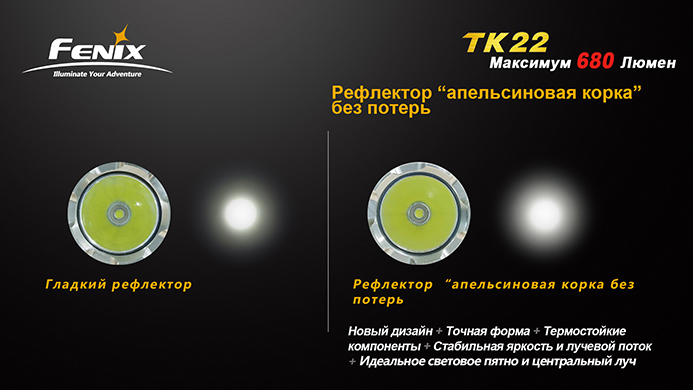 FENIX
Illuminate Your Adventure
TK22
Максимум 680 Люмен
Рефлектор “апельсиновая корка”
без потерь
Гладкий рефлектор
Рефлектор “апельсиновая корка без
потерь
Новый дизайн + Точная форма + Термостойкие
компоненты + Стабильная яркость и лучевой поток
+ Идеальное световое пятно и центральный луч